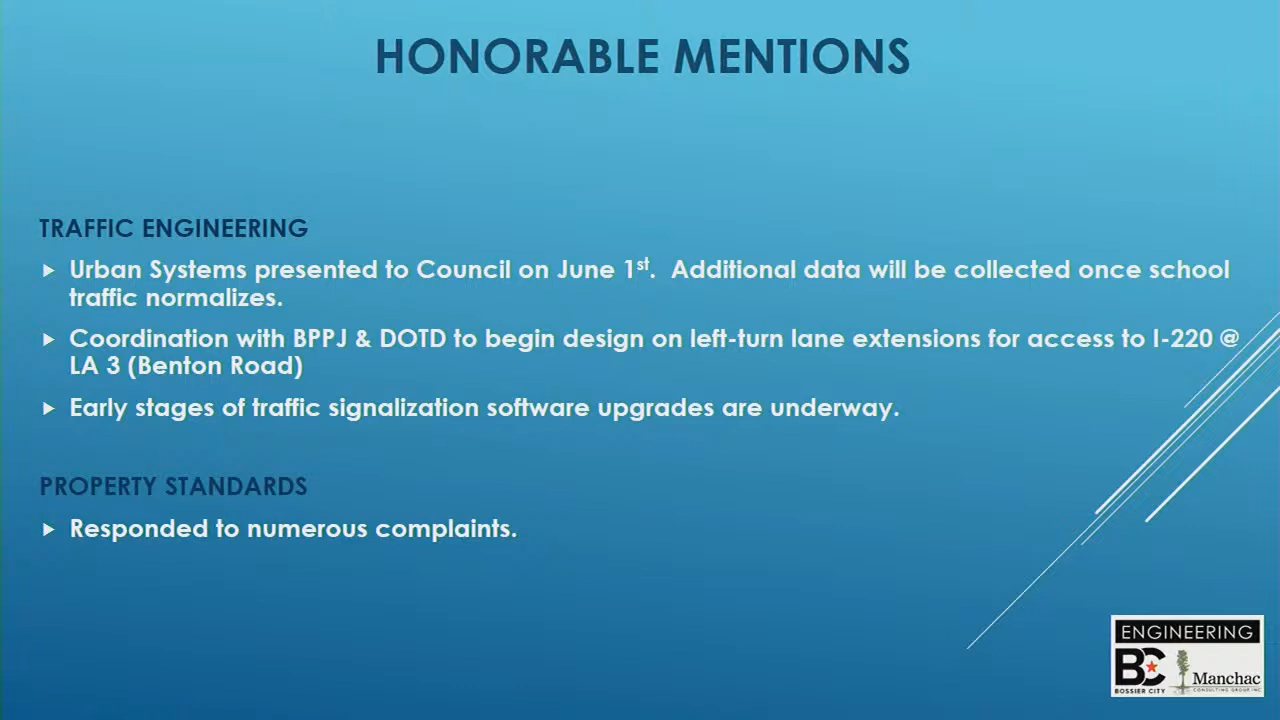 HONORABLE MENTIONS
TRAFFIC ENGINEERING
Urban Systems presented to Council on June 1st. Additional data will be collected once school
traffic normalizes.
Coordination with BPPJ & DOTD to begin design on left-turn lane extensions for access to I-220 @
LA 3 (Benton Road)
Early stages of traffic signalization software upgrades are underway.
PROPERTY STANDARDS
Responded to numerous complaints.
ENGINEERING
BC
BOSSIER CITY
Manchac
CONSULTING GROUP, INC